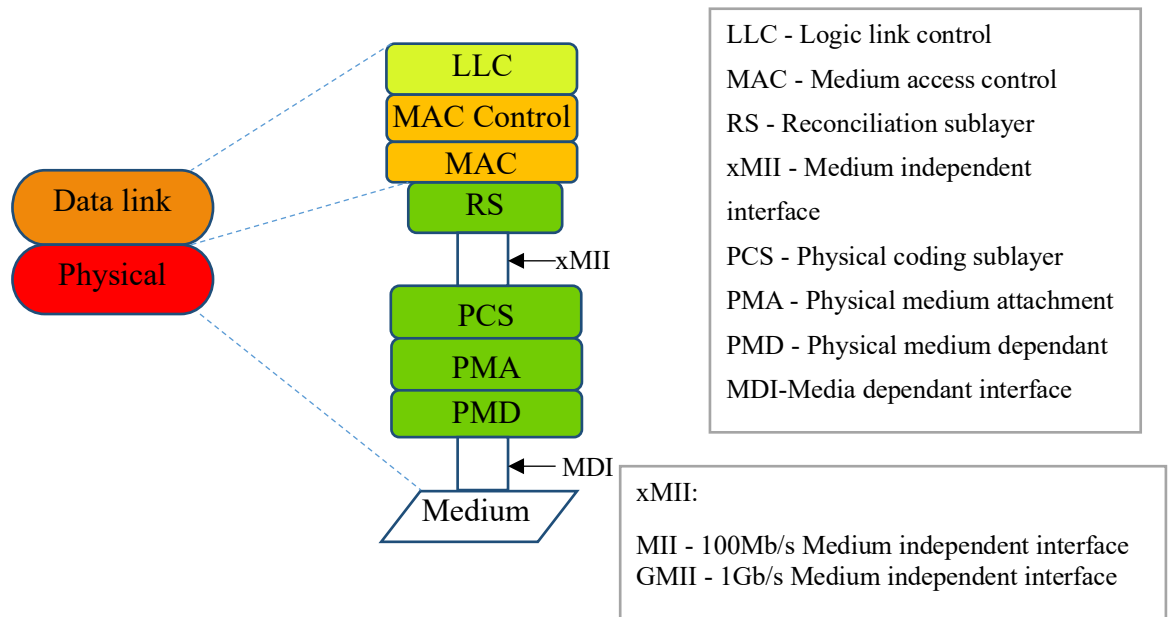 LLC
MAC Control
MAC
RS
xMII
PCS
PMA
PMD
MDI
Medium
Data link
Physical
LLC - Logic link control
MAC - Medium access control
RS - Reconciliation sublayer
xMII - Medium independent
interface
PCS - Physical coding sublayer
PMA - Physical medium attachment
PMD - Physical medium dependant
MDI-Media dependant interface
xMII:
MII - 100Mb/s Medium independent interface
GMII - 1Gb/s Medium independent interface